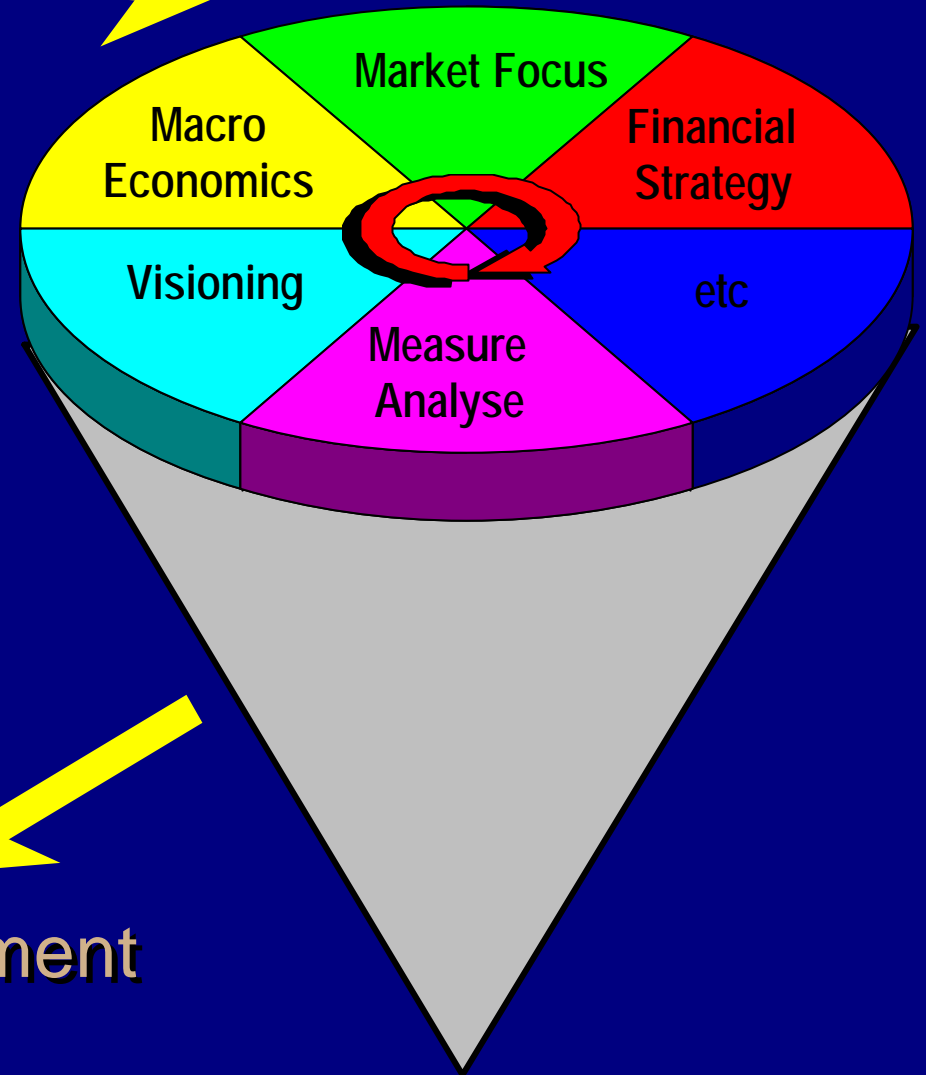 Market Focus
Macro
Economics
Financial
Strategy
Visioning
etc
Measure
Analyse
ment